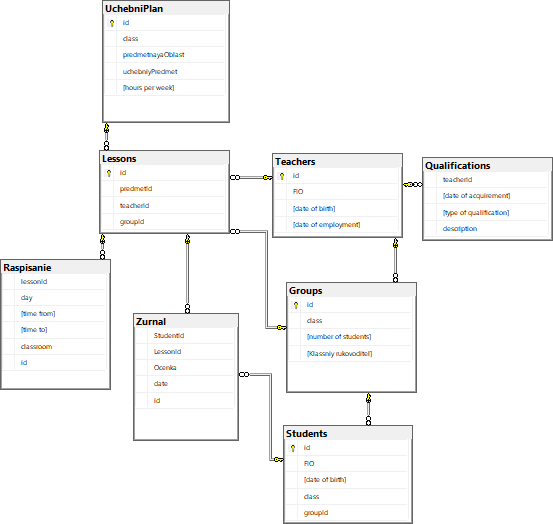 UchebniPlan
id
class
predmetnayaOblast
uchebniyPredmet
[hours per week]
Lessons
id
predmetId
teacherId
groupId
Teachers
id
FIO
[date of birth]
[date of employment]
Qualifications
teacherId
[date of acquirement]
[type of qualification]
description
Raspisanie
lessonId
day
[time from]
[time to]
classroom
id
Zurnal
StudentId
LessonId
Ocenka
date
id
Groups
id
class
[number of students]
[Klassniy rukovoditel]
Students
id
FIO
[date of birth]
class
groupId